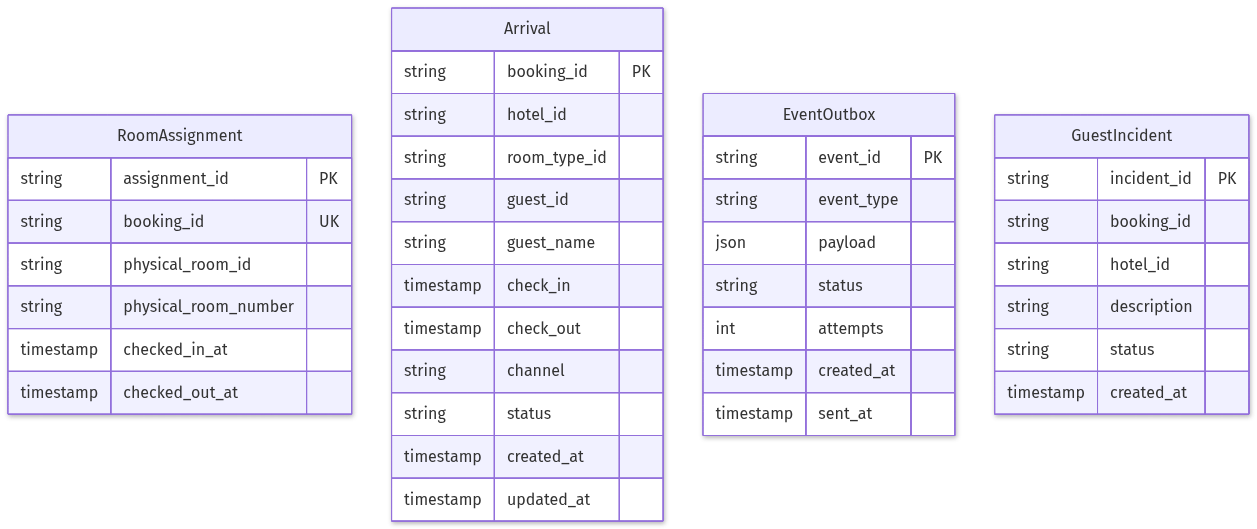 RoomAssignment
string assignment_id PK
string booking_id UK
string physical_room_id
string physical_room_number
timestamp checked_in_at
timestamp checked_out_at
Arrival
string booking_id PK
string hotel_id
string room_type_id
string guest_id
string guest_name
timestamp check_in
timestamp check_out
string channel
string status
timestamp created_at
timestamp updated_at
EventOutbox
string event_id PK
string event_type
json payload
string status
int attempts
timestamp created_at
timestamp sent_at
GuestIncident
string incident_id PK
string booking_id
string hotel_id
string description
string status
timestamp created_at